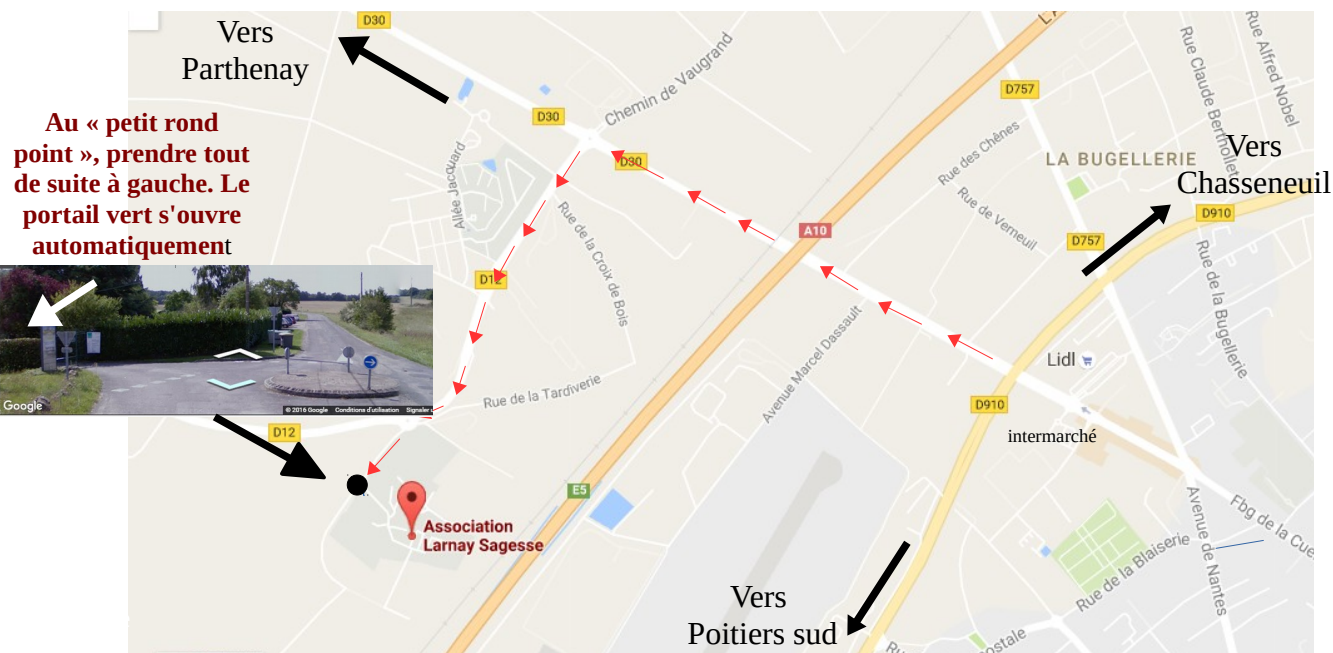 D30
Vers
Parthenay
Au « petit rond
point », prendre tout
de suite à gauche. Le
portail vert s'ouvre
automatiquement
Google
© 2016 Google Conditions d'utilisation
D30
Chemin de Vaugrand
D30
Allée Jacquard
Rue de la Croix de Bois
D12
Rue de la Tardiverie
D12
Association
Larnay Sagesse
A10
E5
Avenue Marcel Dassault
D757
Rue des Chênes
Rue de Verneuil
LA BUGELLERIE
Rue Claude Berthollet
Rue Alfred Nobel
Vers
Chasseneuil
D910
D757
Rue de la Bugellerie
Lidl
D910
intermarché
Avenue de Nantes
Fbg de la Cue
Rue de la Blaiserie
Vers
Poitiers sud
postale